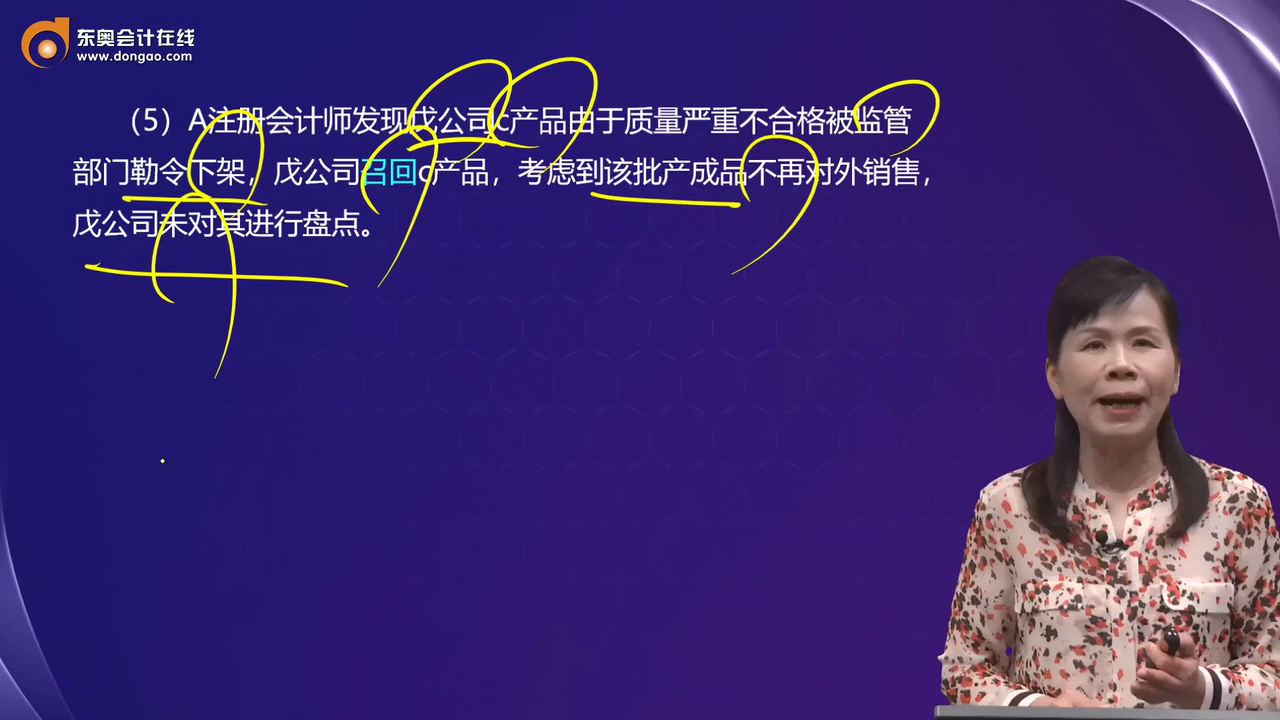 东奥会计在线
www.dongao.com
（5）A注册会计师发现戊公司c产品由于质量严重不合格被监管
部门勒令下架，戊公司召回c产品，考虑到该批产成品不再对外销售，
戊公司未对其进行盘点。